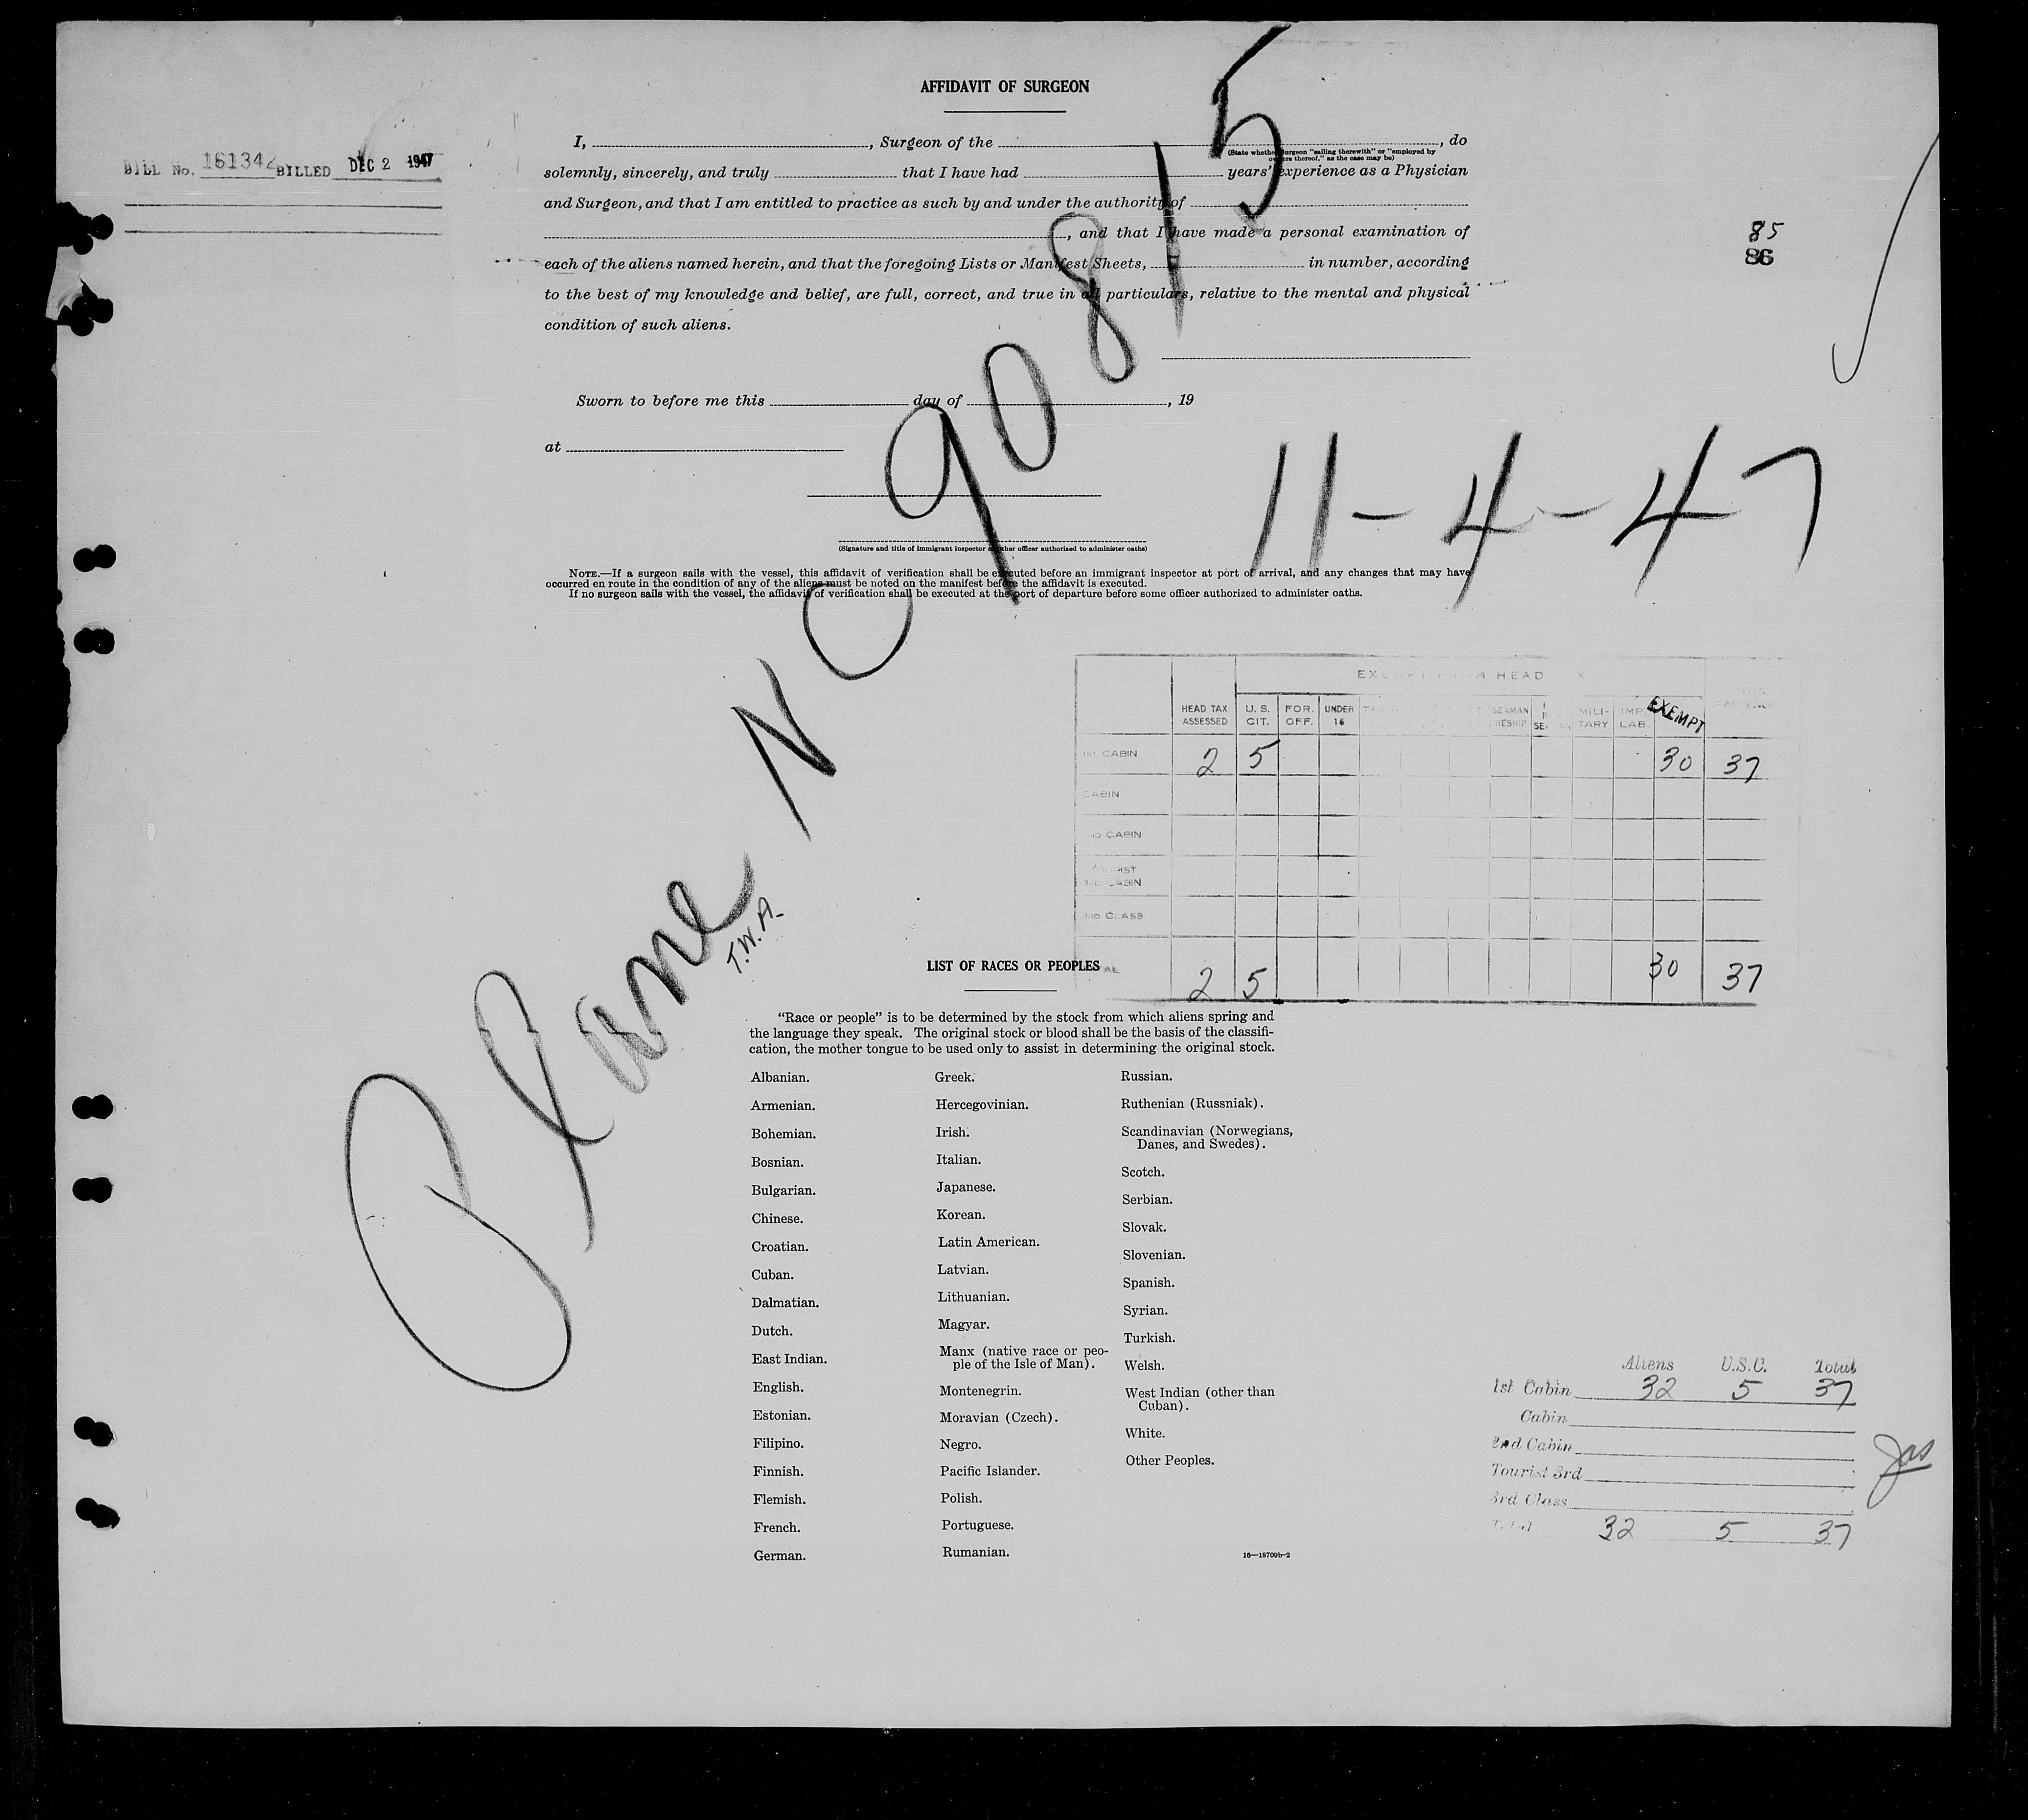 AFFIDAVIT OF SURGEON
BILL No. 161342 BILLED DEC 2 1947
I, , Surgeon of the , do
(State whether surgeon "sailing therewith" or "employed by owners thereof," as the case may be)
solemnly, sincerely, and truly that I have had years' experience as a Physician
and Surgeon, and that I am entitled to practice as such by and under the authority of
, and that I have made a personal examination of
each of the aliens named herein, and that the foregoing Lists or Manifest Sheets, in number, according
to the best of my knowledge and belief, are full, correct, and true in all particulars, relative to the mental and physical
condition of such aliens.
85
86
Sworn to before me this day of , 19
at
(Signature and title of immigrant inspector or other officer authorized to administer oaths)
NOTE.—If a surgeon sails with the vessel, this affidavit of verification shall be executed before an immigrant inspector at port of arrival, and any changes that may have
occurred en route in the condition of any of the aliens must be noted on the manifest before the affidavit is executed.
If no surgeon sails with the vessel, the affidavit of verification shall be executed at the port of departure before some officer authorized to administer oaths.
Plane N C 90815
T.W.A.
11-4-47
EXEMPT FROM HEAD
HEAD TAX ASSESSED U. S. CIT. FOR. OFF. UNDER 16 SEAMAN MILI-TARY IMP. LAB. EXEMPT
1st CABIN 2 5 30 37
CABIN
2ND CABIN
3RD CABIN
CLASS
2 5 30 37
LIST OF RACES OR PEOPLES
"Race or people" is to be determined by the stock from which aliens spring and
the language they speak. The original stock or blood shall be the basis of the classifi-
cation, the mother tongue to be used only to assist in determining the original stock.
Albanian.
Armenian.
Bohemian.
Bosnian.
Bulgarian.
Chinese.
Croatian.
Cuban.
Dalmatian.
Dutch.
East Indian.
English.
Estonian.
Filipino.
Finnish.
Flemish.
French.
German.
Greek.
Hercegovinian.
Irish.
Italian.
Japanese.
Korean.
Latin American.
Latvian.
Lithuanian.
Magyar.
Manx (native race or peo-
ple of the Isle of Man).
Montenegrin.
Moravian (Czech).
Negro.
Pacific Islander.
Polish.
Portuguese.
Rumanian.
Russian.
Ruthenian (Russniak).
Scandinavian (Norwegians,
Danes, and Swedes).
Scotch.
Serbian.
Slovak.
Slovenian.
Spanish.
Syrian.
Turkish.
Welsh.
West Indian (other than
Cuban).
White.
Other Peoples.
16—18709b-2
Aliens U.S.C. Total
1st Cabin 32 5 37
Cabin
2nd Cabin
Tourist 3rd
3rd Class
Total 32 5 37